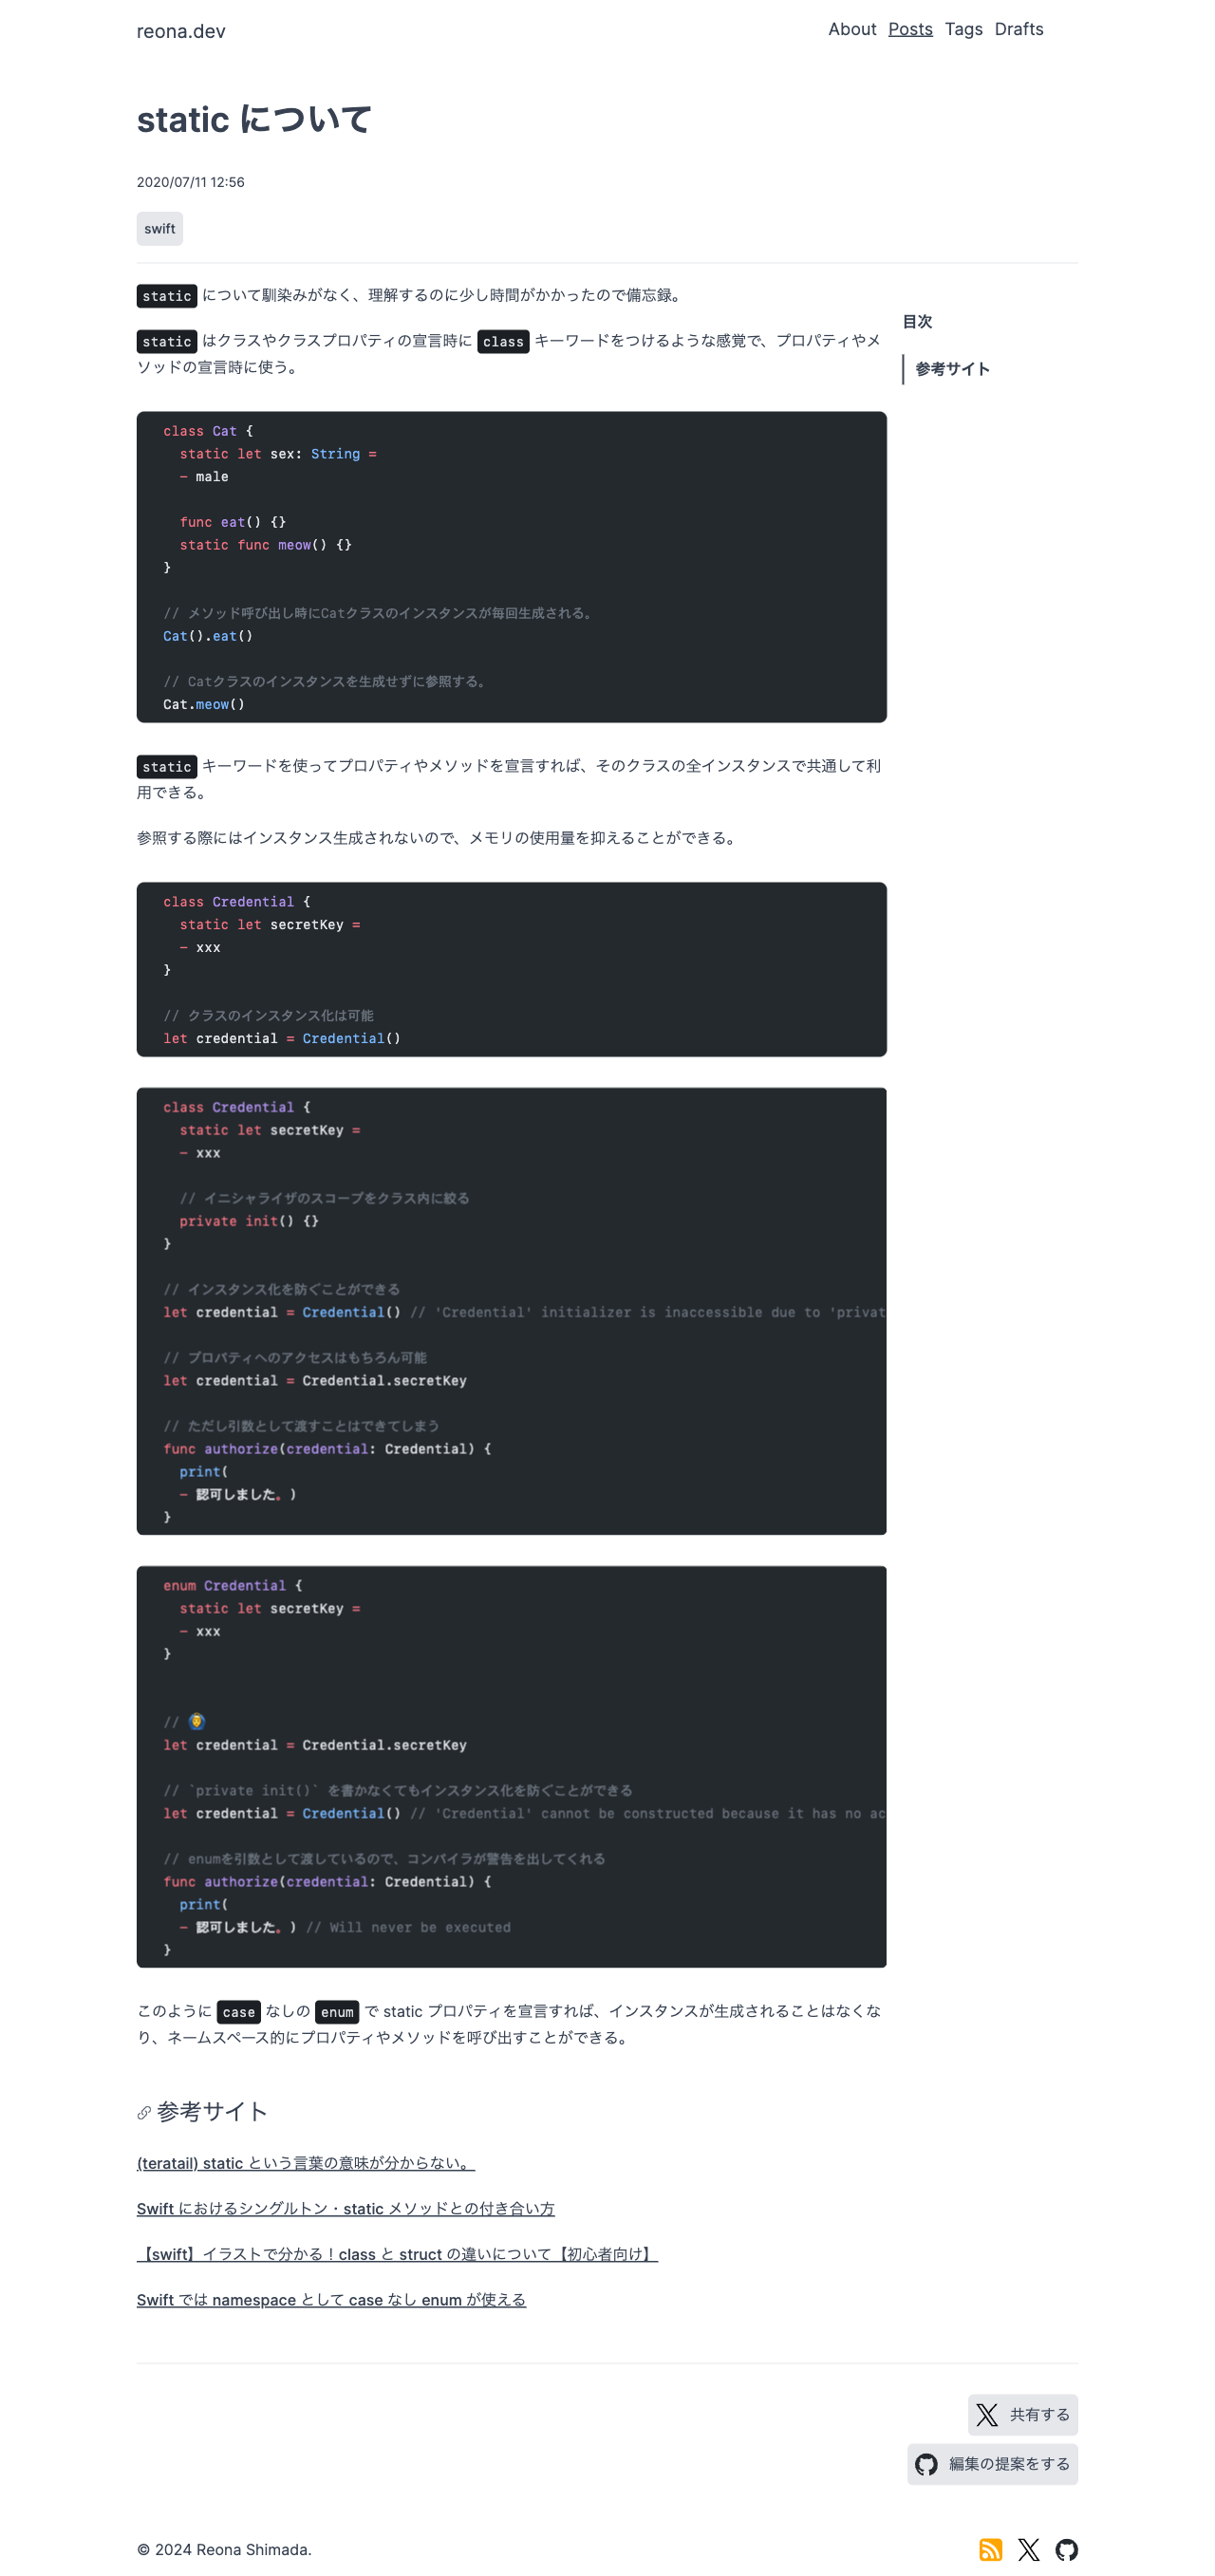 reona.dev
About Posts Tags Drafts
static について
2020/07/11 12:56
swift
static について馴染みがなく、理解するのに少し時間がかかったので備忘録。
static はクラスやクラスプロパティの宣言時に class キーワードをつけるような感覚で、プロパティやメ
ソッドの宣言時に使う。
目次
参考サイト
class Cat {
  static let sex: String =
  - male
  func eat() {}
  static func meow() {}
}
// メソッド呼び出し時にCatクラスのインスタンスが毎回生成される。
Cat().eat()
// Catクラスのインスタンスを生成せずに参照する。
Cat.meow()
static キーワードを使ってプロパティやメソッドを宣言すれば、そのクラスの全インスタンスで共通して利
用できる。
参照する際にはインスタンス生成されないので、メモリの使用量を抑えることができる。
class Credential {
  static let secretKey =
  - xxx
}
// クラスのインスタンス化は可能
let credential = Credential()
class Credential {
  static let secretKey =
  - xxx
  // イニシャライザのスコープをクラス内に絞る
  private init() {}
}
// インスタンス化を防ぐことができる
let credential = Credential() // 'Credential' initializer is inaccessible due to 'privat
// プロパティへのアクセスはもちろん可能
let credential = Credential.secretKey
// ただし引数として渡すことはできてしまう
func authorize(credential: Credential) {
  print(
  - 認可しました。)
}
enum Credential {
  static let secretKey =
  - xxx
}
// 🙆‍♂️
let credential = Credential.secretKey
// `private init()` を書かなくてもインスタンス化を防ぐことができる
let credential = Credential() // 'Credential' cannot be constructed because it has no ac
// enumを引数として渡しているので、コンパイラが警告を出してくれる
func authorize(credential: Credential) {
  print(
  - 認可しました。) // Will never be executed
}
このように case なしの enum で static プロパティを宣言すれば、インスタンスが生成されることはなくな
り、ネームスペース的にプロパティやメソッドを呼び出すことができる。
参考サイト
(teratail) static という言葉の意味が分からない。
Swift におけるシングルトン・static メソッドとの付き合い方
【swift】イラストで分かる！class と struct の違いについて【初心者向け】
Swift では namespace として case なし enum が使える
共有する
編集の提案をする
© 2024 Reona Shimada.